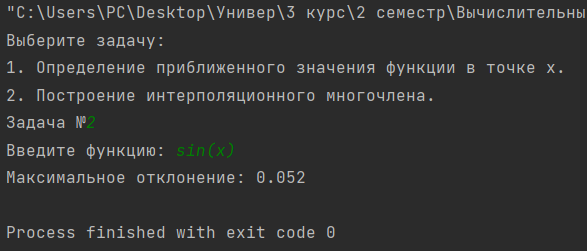 "C:\Users\PC\Desktop\Универ\3 курс\2 семестр\Вычислительны
Выберите задачу:
1. Определение приближенного значения функции в точке x.
2. Построение интерполяционного многочлена.
Задача №2
Введите функцию: sin(x)
Максимальное отклонение: 0.052
Process finished with exit code 0